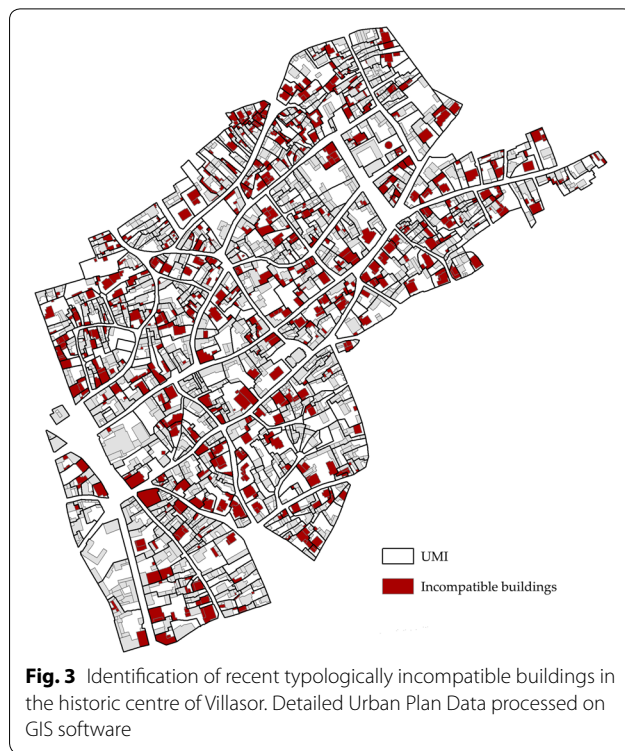 UMI
Incompatible buildings
Fig. 3 Identification of recent typologically incompatible buildings in
the historic centre of Villasor. Detailed Urban Plan Data processed on
GIS software